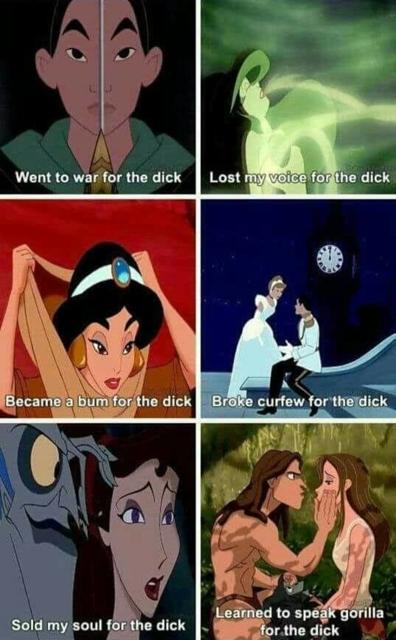 Went to war for the dick
Lost my voice for the dick
Became a bum for the dick
Broke curfew for the dick
Sold my soul for the dick
Learned to speak gorilla
for the dick